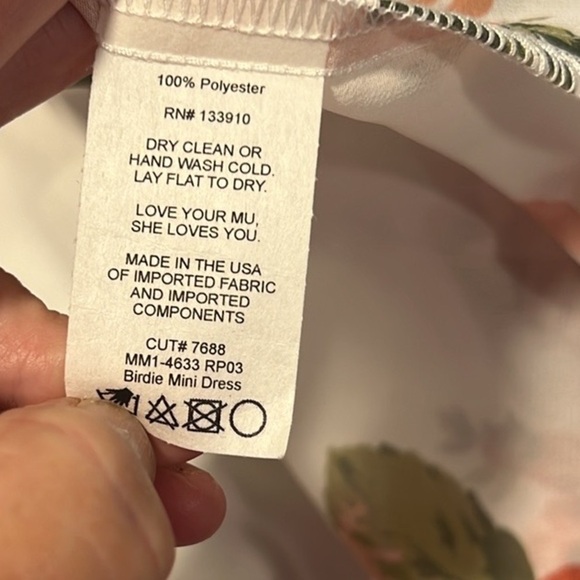 100% Polyester
RN# 133910
DRY CLEAN OR
HAND WASH COLD.
LAY FLAT TO DRY.
LOVE YOUR MU,
SHE LOVES YOU.
MADE IN THE USA
OF IMPORTED FABRIC
AND IMPORTED
COMPONENTS
CUT# 7688
MM1-4633 RP03
Birdie Mini Dress